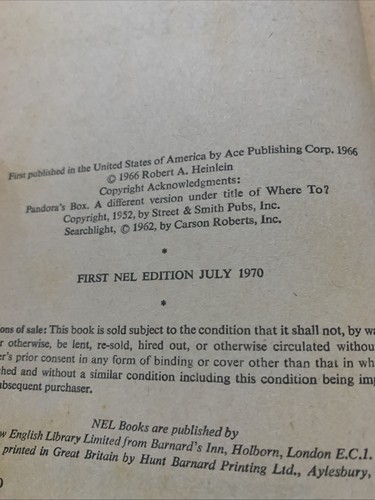 First published in the United States of America by Ace Publishing Corp. 1966
© 1966 Robert A. Heinlein
Copyright Acknowledgments:
Pandora's Box. A different version under title of Where To?
Copyright, 1952, by Street & Smith Pubs, Inc.
Searchlight, © 1962, by Carson Roberts, Inc.
*
FIRST NEL EDITION JULY 1970
*
ons of sale: This book is sold subject to the condition that it shall not, by wa
r otherwise, be lent, re-sold, hired out, or otherwise circulated withou
er's prior consent in any form of binding or cover other than that in wh
hed and without a similar condition including this condition being imp
ubsequent purchaser.
NEL Books are published by
w English Library Limited from Barnard's Inn, Holborn, London E.C.1.
printed in Great Britain by Hunt Barnard Printing Ltd., Aylesbury,
0